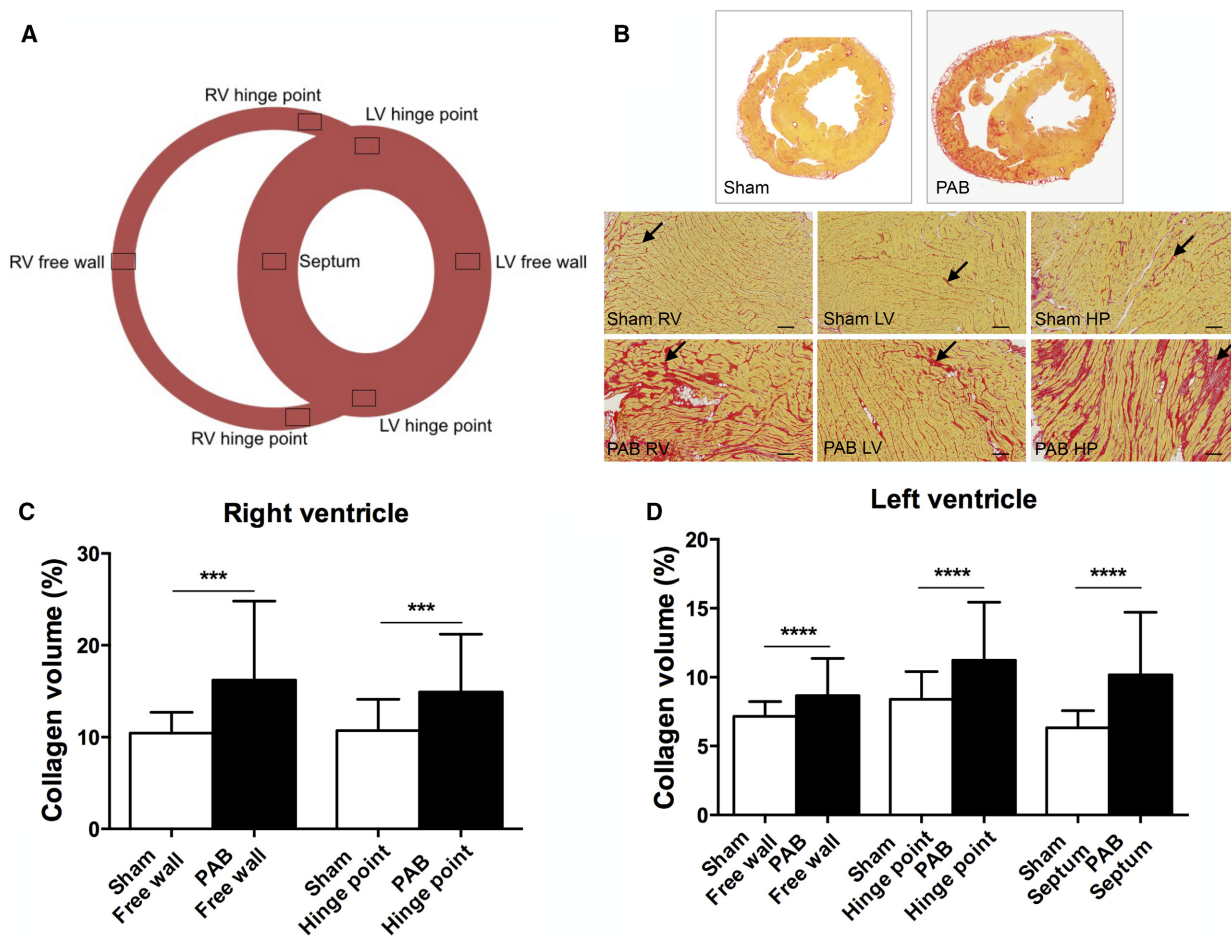 A
RV hinge point
LV hinge point
RV free wall
Septum
LV free wall
RV hinge point
LV hinge point
B
Sham
PAB
Sham RV
Sham LV
Sham HP
PAB RV
PAB LV
PAB HP
C
Right ventricle
Collagen volume (%)
30
20
10
0
***
***
Sham
Free wall
PAB
Free wall
Sham
Hinge point
PAB
Hinge point
D
Left ventricle
Collagen volume (%)
20
15
10
5
0
****
****
****
Sham
Free wall
PAB
Free wall
Sham
Hinge point
PAB
Hinge point
Sham
Septum
PAB
Septum